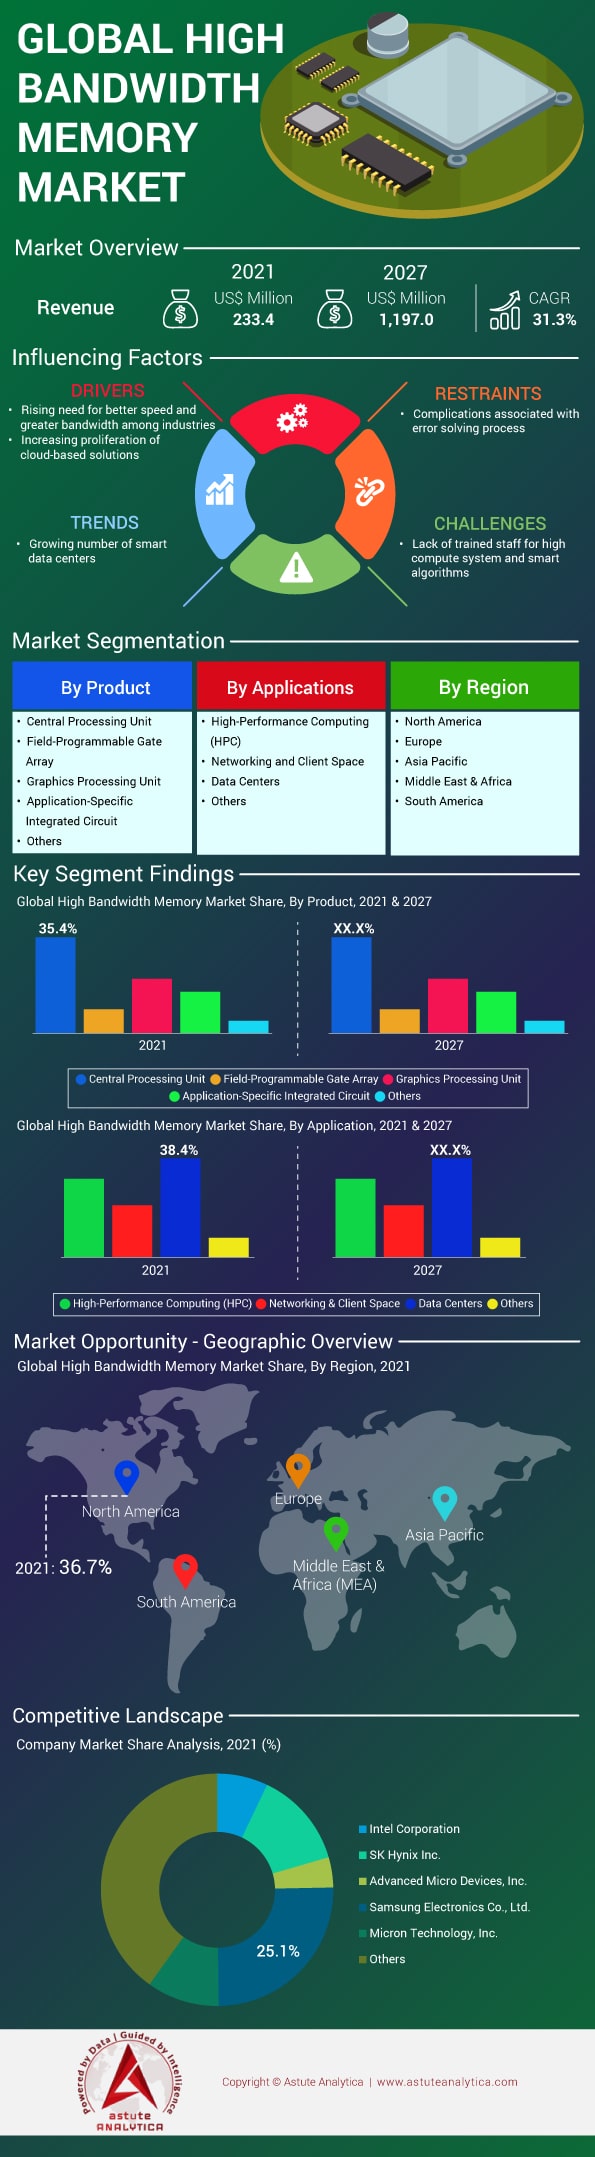 GLOBAL HIGH
BANDWIDTH
MEMORY
MARKET
Market Overview
Revenue
2021
US$ Million
233.4
2027
US$ Million
1,197.0
CAGR
31.3%
Influencing Factors
DRIVERS
• Rising need for better speed and
greater bandwidth among industries
• Increasing proliferation of
cloud-based solutions
RESTRAINTS
• Complications associated with
error solving process
TRENDS
• Growing number of smart
data centers
CHALLENGES
• Lack of trained staff for high
compute system and smart
algorithms
Market Segmentation
By Product
• Central Processing Unit
• Field-Programmable Gate
Array
• Graphics Processing Unit
• Application-Specific
Integrated Circuit
• Others
By Applications
• High-Performance Computing
(HPC)
• Networking and Client Space
• Data Centers
• Others
By Region
• North America
• Europe
• Asia Pacific
• Middle East & Africa
• South America
Key Segment Findings
Global High Bandwidth Memory Market Share, By Product, 2021 & 2027
35.4%
XX.X%
2021
2027
Central Processing Unit Field-Programmable Gate Array Graphics Processing Unit
Application-Specific Integrated Circuit Others
Global High Bandwidth Memory Market Share, By Application, 2021 & 2027
38.4%
XX.X%
2021
2027
High-Performance Computing (HPC) Networking & Client Space Data Centers Others
Market Opportunity - Geographic Overview
Global High Bandwidth Memory Market Share, By Region, 2021
North America
Europe
Asia Pacific
2021: 36.7%
Middle East &
Africa (MEA)
South America
Competitive Landscape
Company Market Share Analysis, 2021 (%)
Intel Corporation
SK Hynix Inc.
Advanced Micro Devices, Inc.
Samsung Electronics Co., Ltd.
Micron Technology, Inc.
Others
25.1%
Powered by Data | Guided by Intelligence
astute
ANALYTICA
Copyright © Astute Analytica | www.astuteanalytica.com